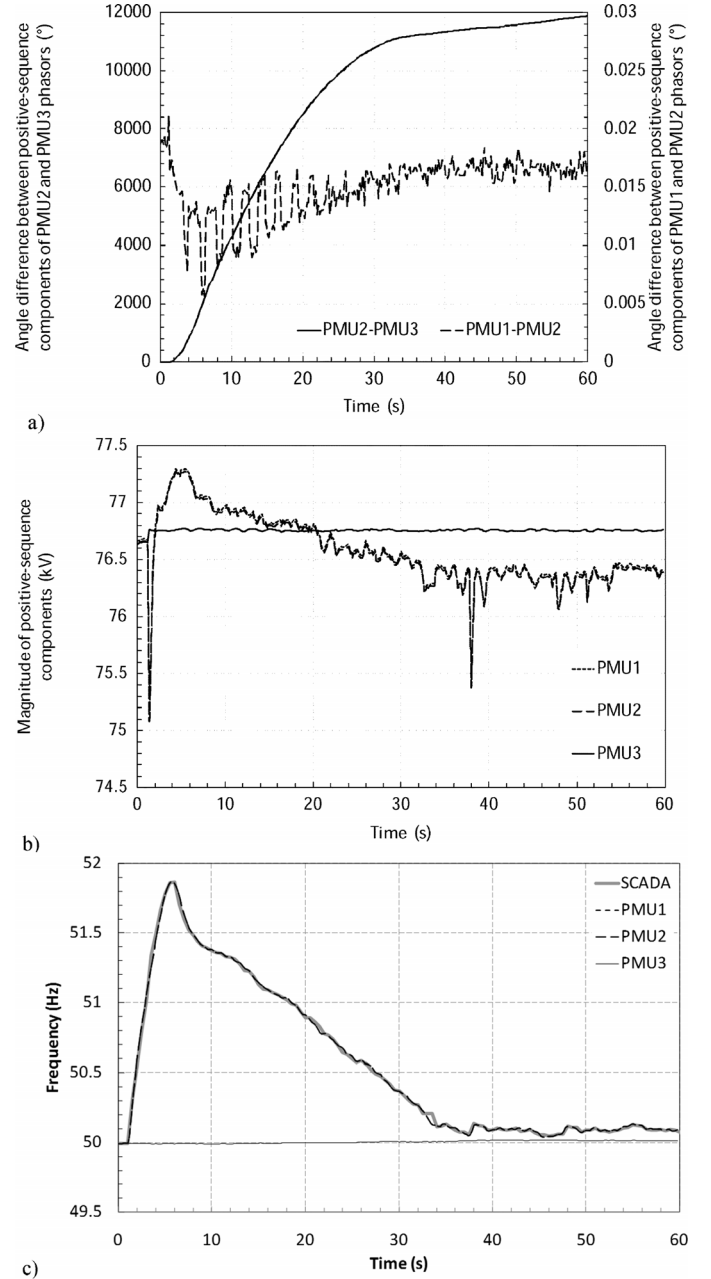 Angle difference between positive-sequence
components of PMU2 and PMU3 phasors (°)
12000
10000
8000
6000
4000
2000
0
0.03
0.025
0.02
0.015
0.01
0.005
0
Angle difference between positive-sequence
components of PMU1 and PMU2 phasors (°)
PMU2-PMU3
PMU1-PMU2
0 10 20 30 40 50 60
Time (s)
a)
Magnitude of positive-sequence
components (kV)
77.5
77
76.5
76
75.5
75
74.5
PMU1
PMU2
PMU3
0 10 20 30 40 50 60
Time (s)
b)
Frequency (Hz)
52
51.5
51
50.5
50
49.5
SCADA
PMU1
PMU2
PMU3
0 10 20 30 40 50 60
Time (s)
c)